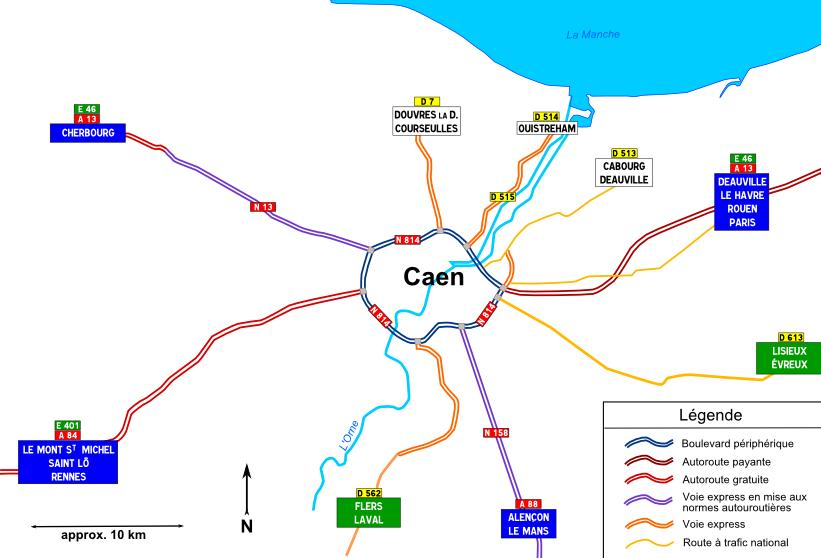 La Manche
E 46
A 13
CHERBOURG
D 7
DOUVRES LA D.
COURSEULLES
D 514
OUISTREHAM
D 513
CABOURG
DEAUVILLE
E 46
A 13
DEAUVILLE
LE HAVRE
ROUEN
PARIS
D 515
N 13
N 814
Caen
N 814
N 814
D 613
LISIEUX
ÉVREUX
E 401
A 84
LE MONT ST MICHEL
SAINT LÔ
RENNES
L'Orne
N 158
D 562
FLERS
LAVAL
A 88
ALENÇON
LE MANS
N
approx. 10 km
Légende
Boulevard périphérique
Autoroute payante
Autoroute gratuite
Voie express en mise aux
normes autouroutières
Voie express
Route à trafic national